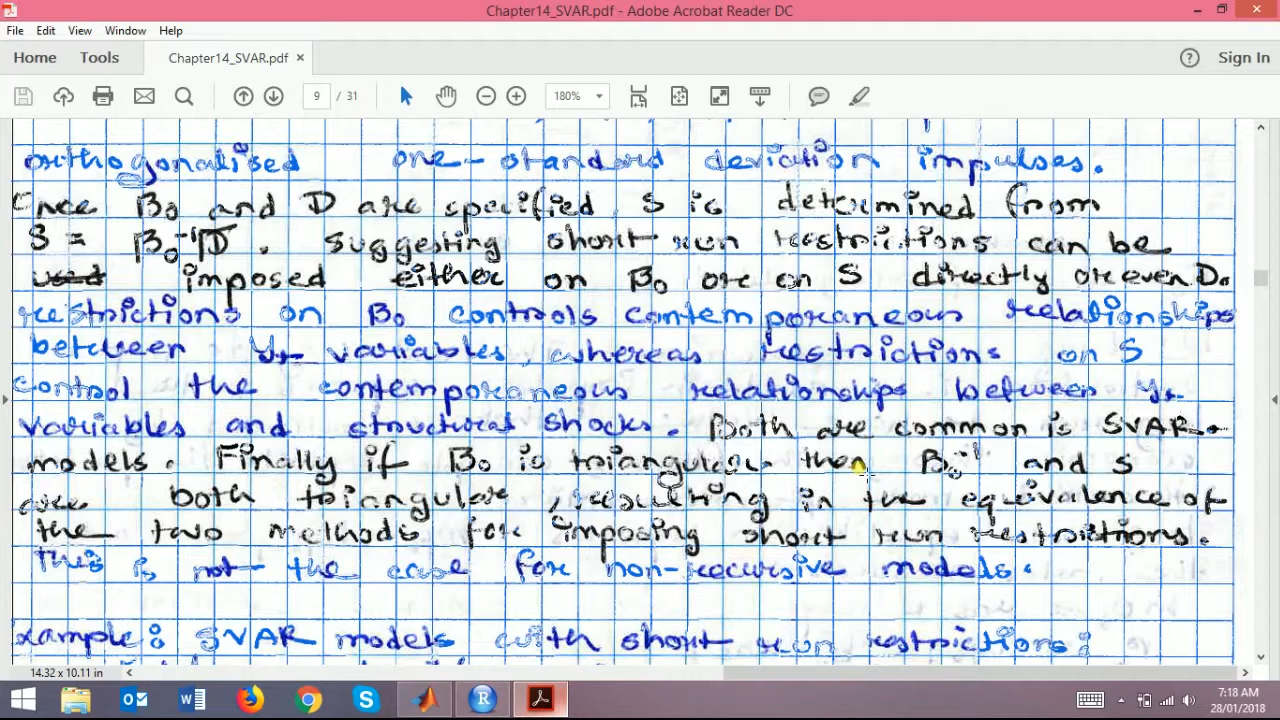 Chapter14_SVAR.pdf - Adobe Acrobat Reader DC
File Edit View Window Help
Home Tools Chapter14_SVAR.pdf × ? Sign In
9 / 31 180%
orthogonalised one-standard deviation impulses.
Once B₀ and D are specified, S is determined from
S = B₀⁻¹D. Suggesting short run restrictions can be
used imposed either on B₀ or on S directly or even D.
restrictions on B₀ controls contemporaneous relationships
between yₜ variables, whereas restrictions on S
control the contemporaneous relationships between yₜ
variables and structural shocks. Both are common is SVAR
models. Finally if B₀ is triangular then B₀⁻¹ and S
are both triangular, resulting in the equivalence of
the two methods for imposing short run restrictions.
this is not the case for non-recursive models.
xample: SVAR models with short run restrictions:
14.32 x 10.11 in
7:18 AM
28/01/2018